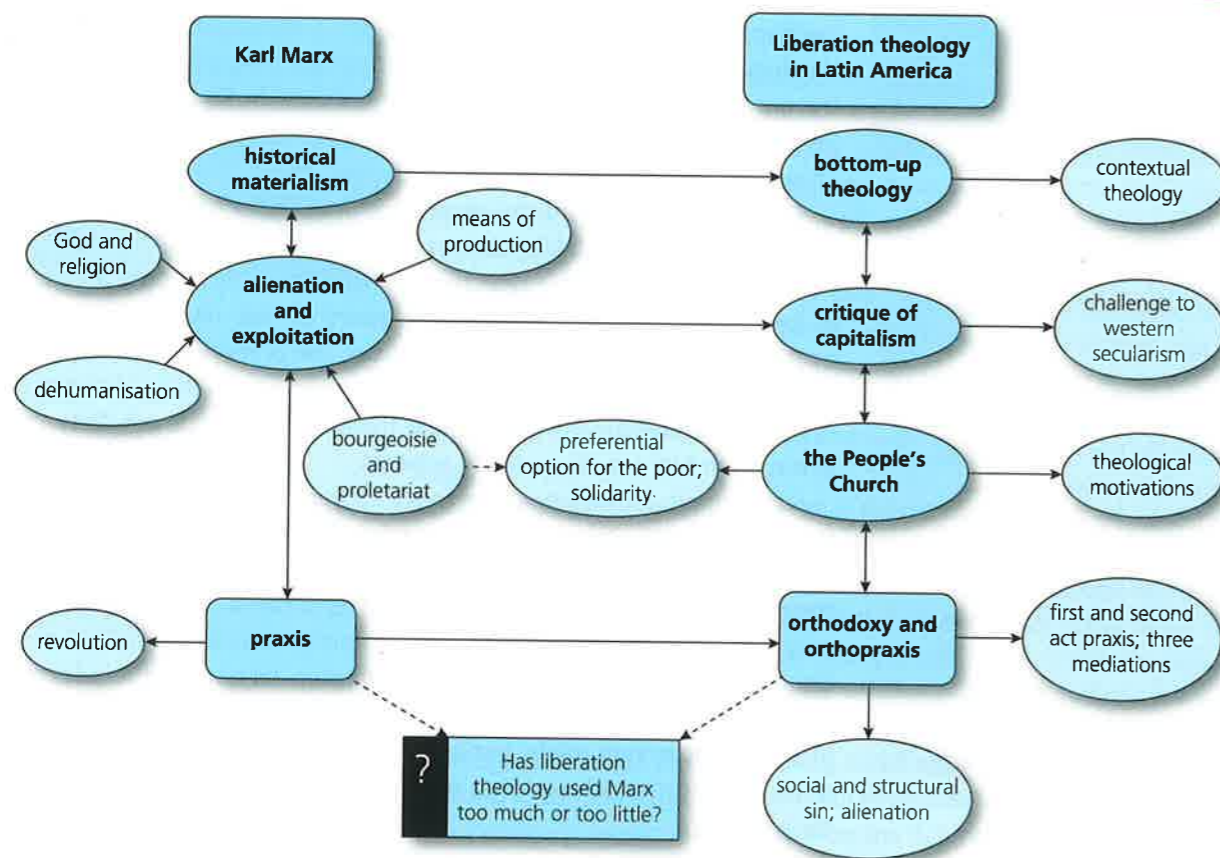 Karl Marx
Liberation theology
in Latin America
historical
materialism
bottom-up
theology
contextual
theology
means of
production
God and
religion
alienation
and
exploitation
critique of
capitalism
challenge to
western
secularism
dehumanisation
bourgeoisie
and
proletariat
preferential
option for the poor;
solidarity
the People's
Church
theological
motivations
revolution
praxis
orthodoxy and
orthopraxis
first and second
act praxis; three
mediations
?
Has liberation
theology used Marx
too much or too little?
social and structural
sin; alienation